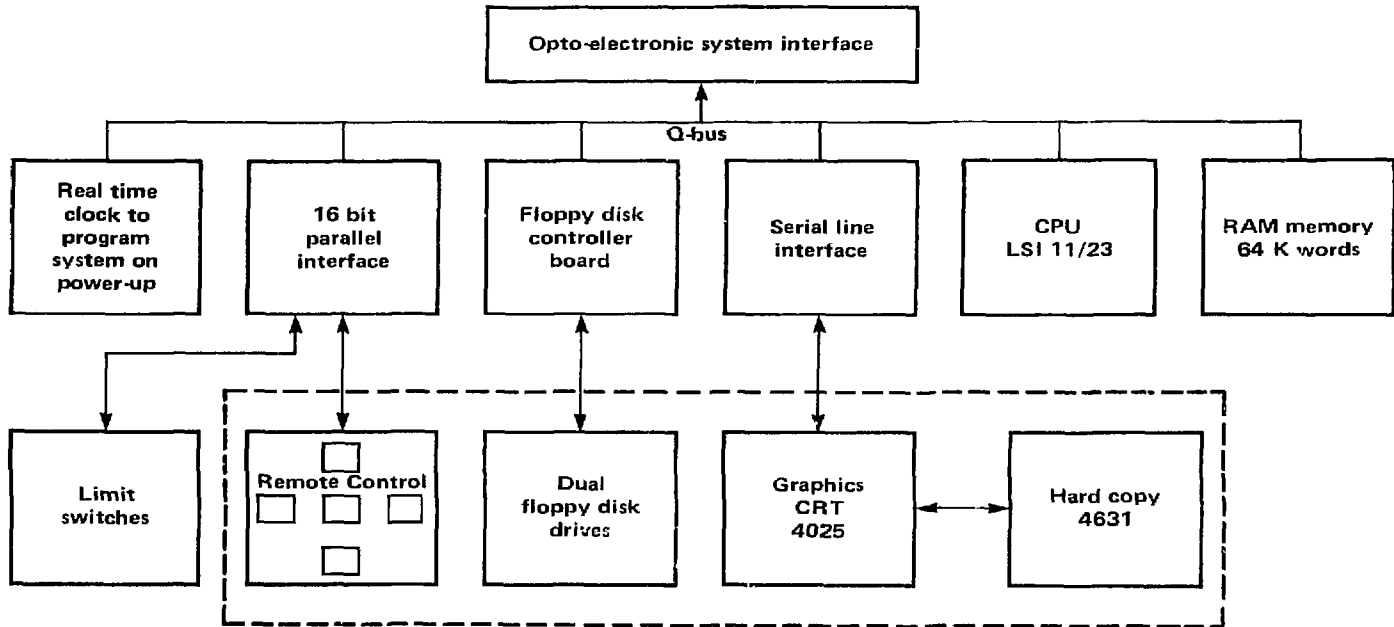 Opto-electronic system interface
Q-bus
Real time
clock to
program
system on
power-up
16 bit
parallel
interface
Floppy disk
controller
board
Serial line
interface
CPU
LSI 11/23
RAM memory
64 K words
Limit
switches
Remote Control
Dual
floppy disk
drives
Graphics
CRT
4025
Hard copy
4631